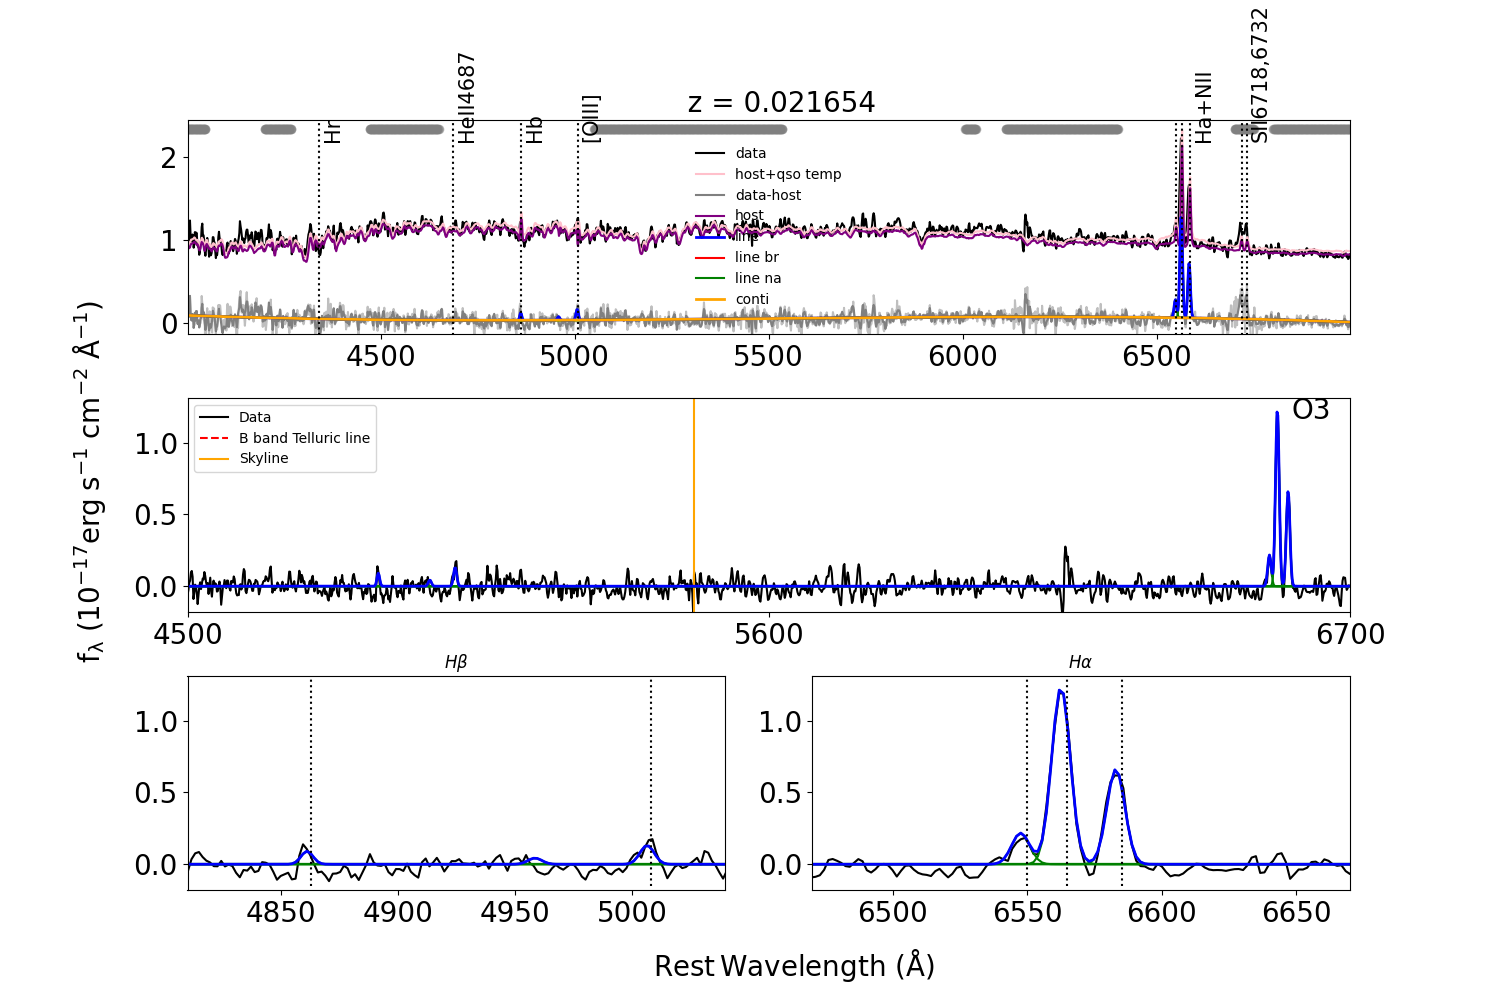 z = 0.021654
Hr
HeII4687
Hb
[OIII]
Ha+NII
SII6718,6732
data
host+qso temp
data-host
host
line
line br
line na
conti
2
1
0
4500 5000 5500 6000 6500
Data
B band Telluric line
Skyline
O3
1.0
0.5
0.0
4500 5600 6700
fλ (10⁻¹⁷erg s⁻¹ cm⁻² Å⁻¹)
Hβ
1.0
0.5
0.0
4850 4900 4950 5000
Hα
1.0
0.5
0.0
6500 6550 6600 6650
Rest Wavelength (Å)